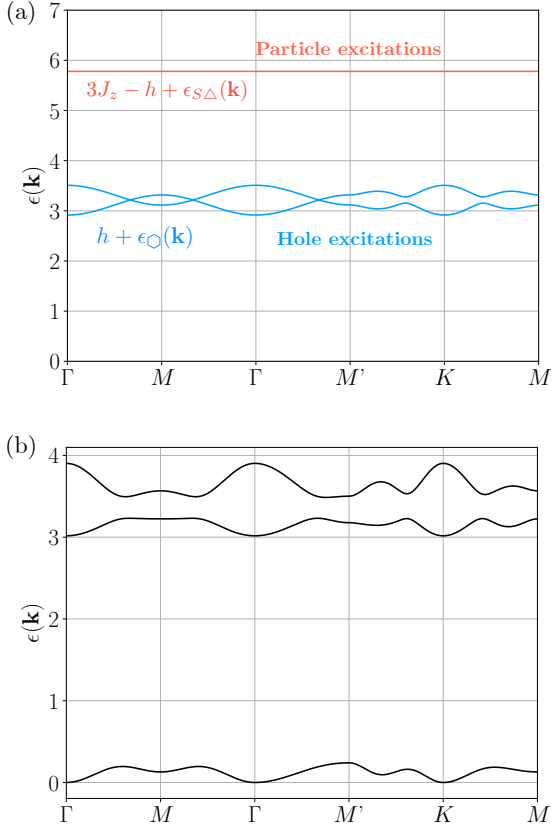 (a)
7
6
5
4
3
2
1
0
ϵ(k)
Particle excitations
3J_z − h + ϵ_{S△}(k)
h + ϵ_⬡(k)
Hole excitations
Γ M Γ M' K M
(b)
4
3
2
1
0
ϵ(k)
Γ M Γ M' K M